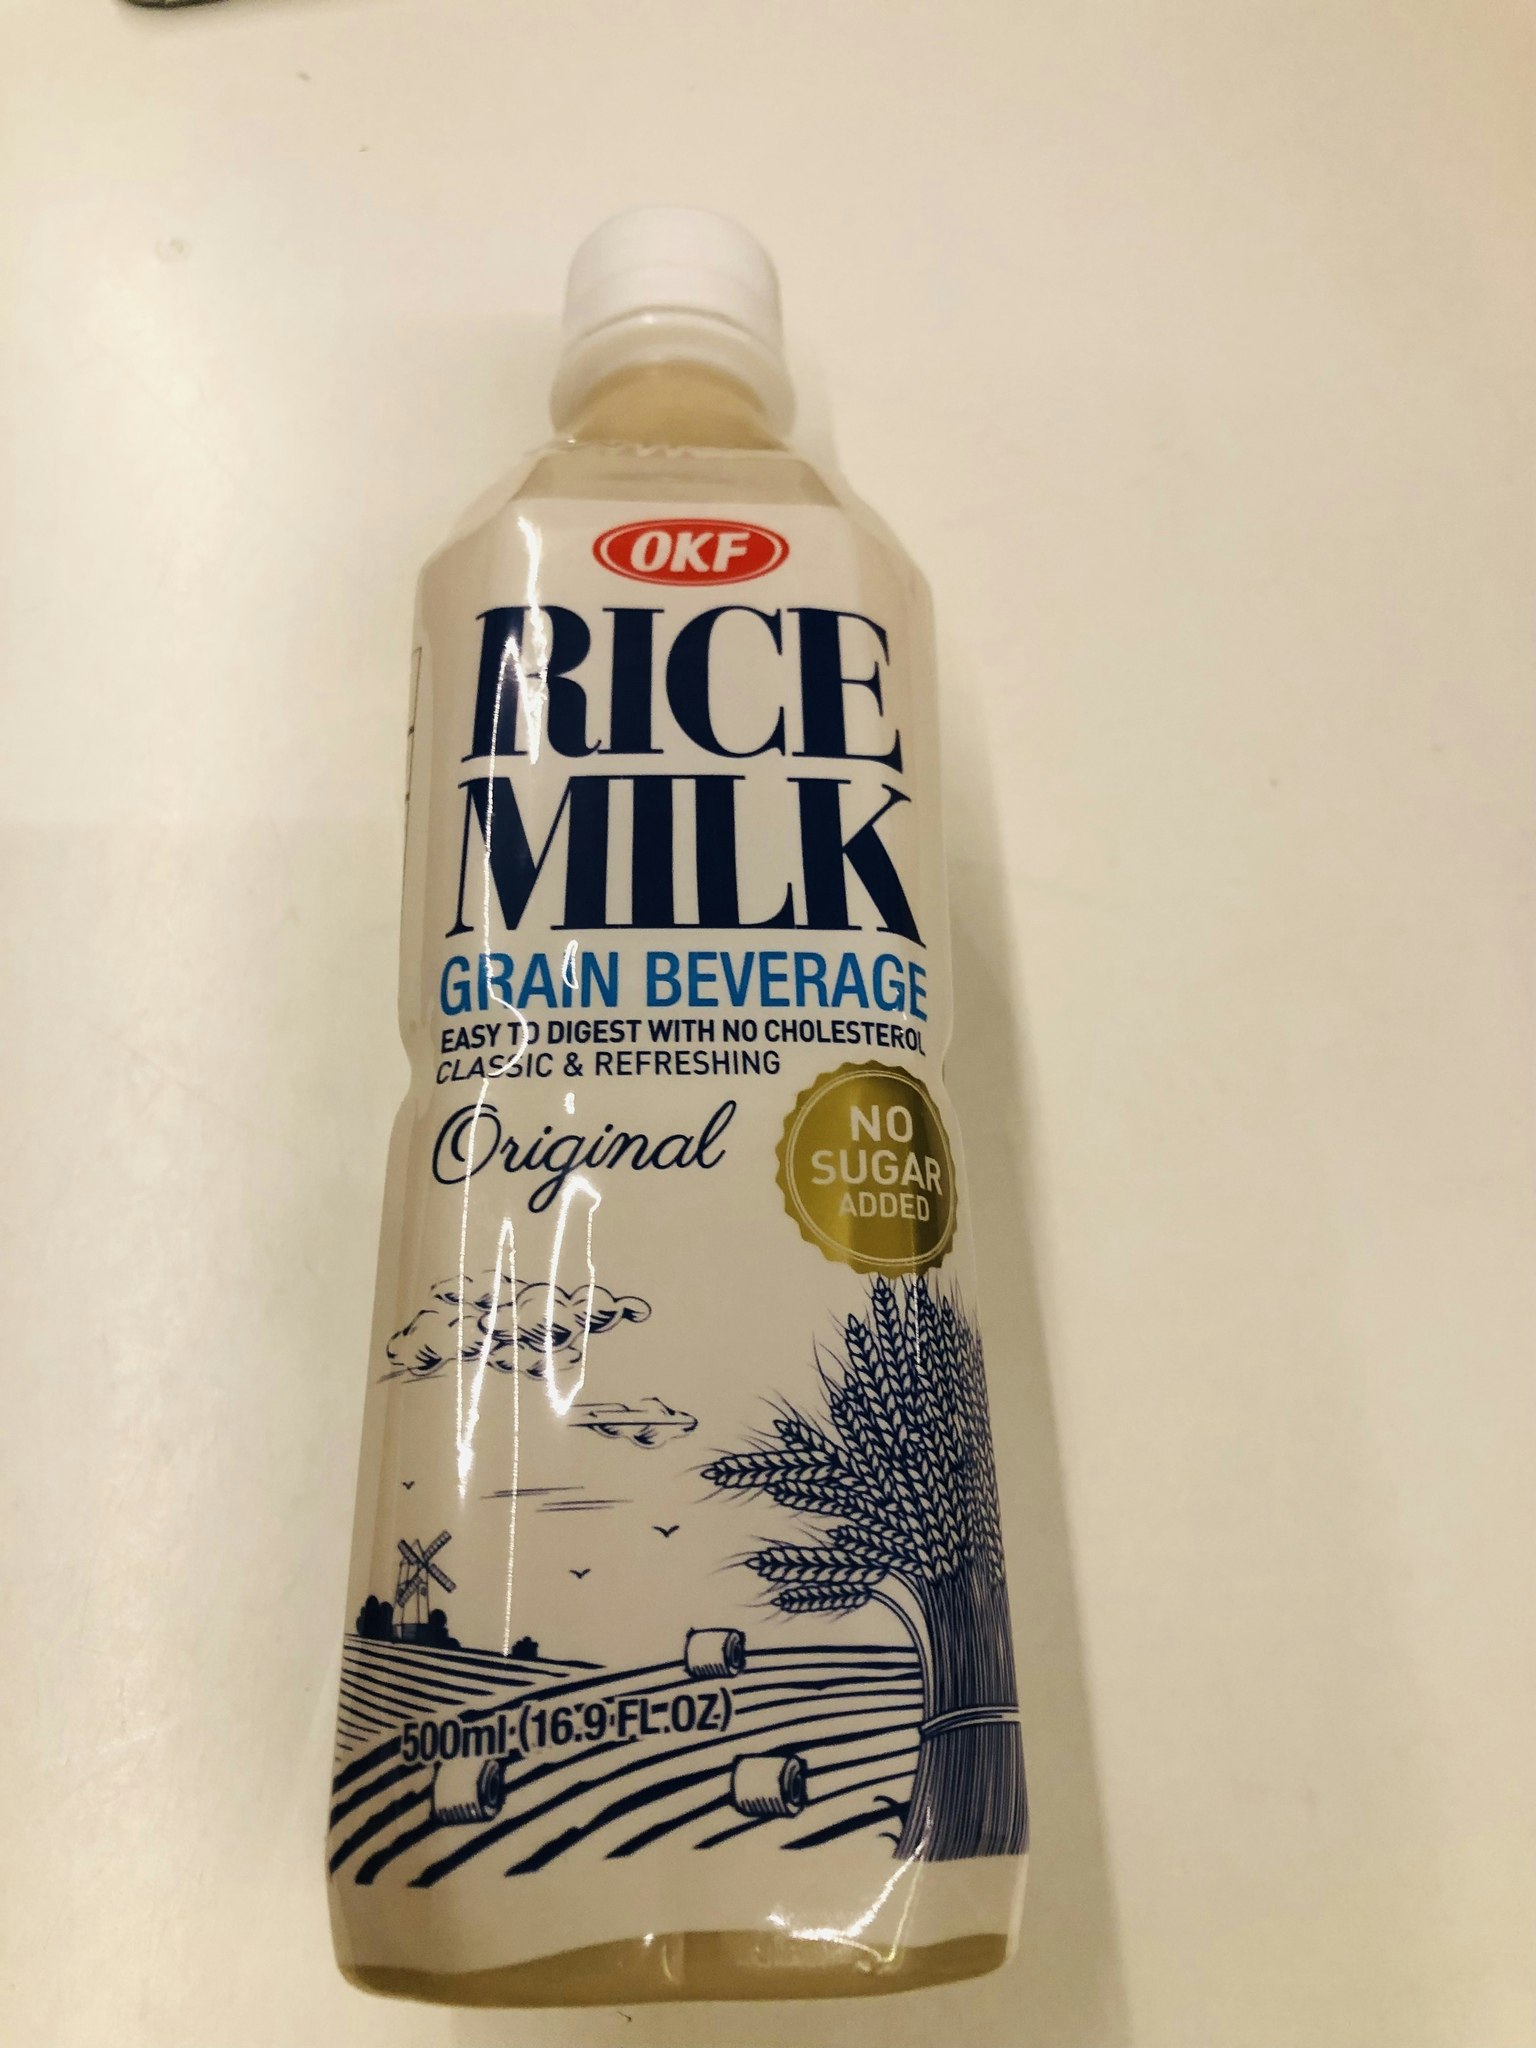 OKF
RICE
MILK
GRAIN BEVERAGE
EASY TO DIGEST WITH NO CHOLESTEROL
CLASSIC & REFRESHING
Original
NO
SUGAR
ADDED
500ml (16.9 FL.OZ)